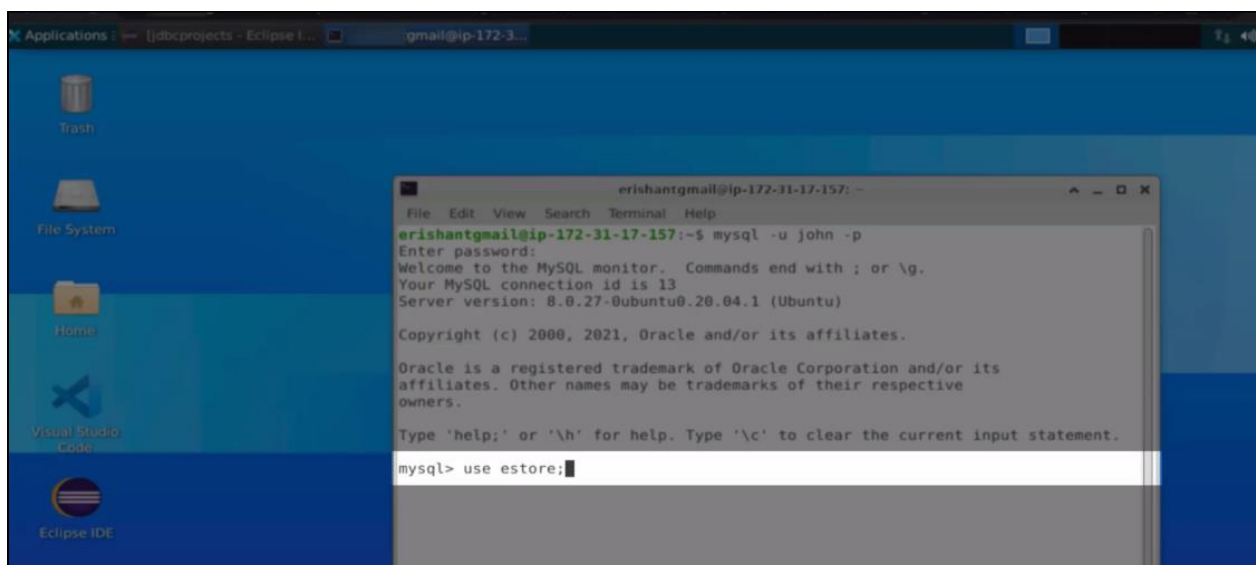 Applications
[jdbcprojects - Eclipse I...
gmail@ip-172-3...
Trash
File System
Home
Visual Studio
Code
Eclipse IDE
erishantgmail@ip-172-31-17-157: ~
File Edit View Search Terminal Help
erishantgmail@ip-172-31-17-157:~$ mysql -u john -p
Enter password:
Welcome to the MySQL monitor.  Commands end with ; or \g.
Your MySQL connection id is 13
Server version: 8.0.27-0ubuntu0.20.04.1 (Ubuntu)
Copyright (c) 2000, 2021, Oracle and/or its affiliates.
Oracle is a registered trademark of Oracle Corporation and/or its
affiliates. Other names may be trademarks of their respective
owners.
Type 'help;' or '\h' for help. Type '\c' to clear the current input statement.
mysql> use estore;